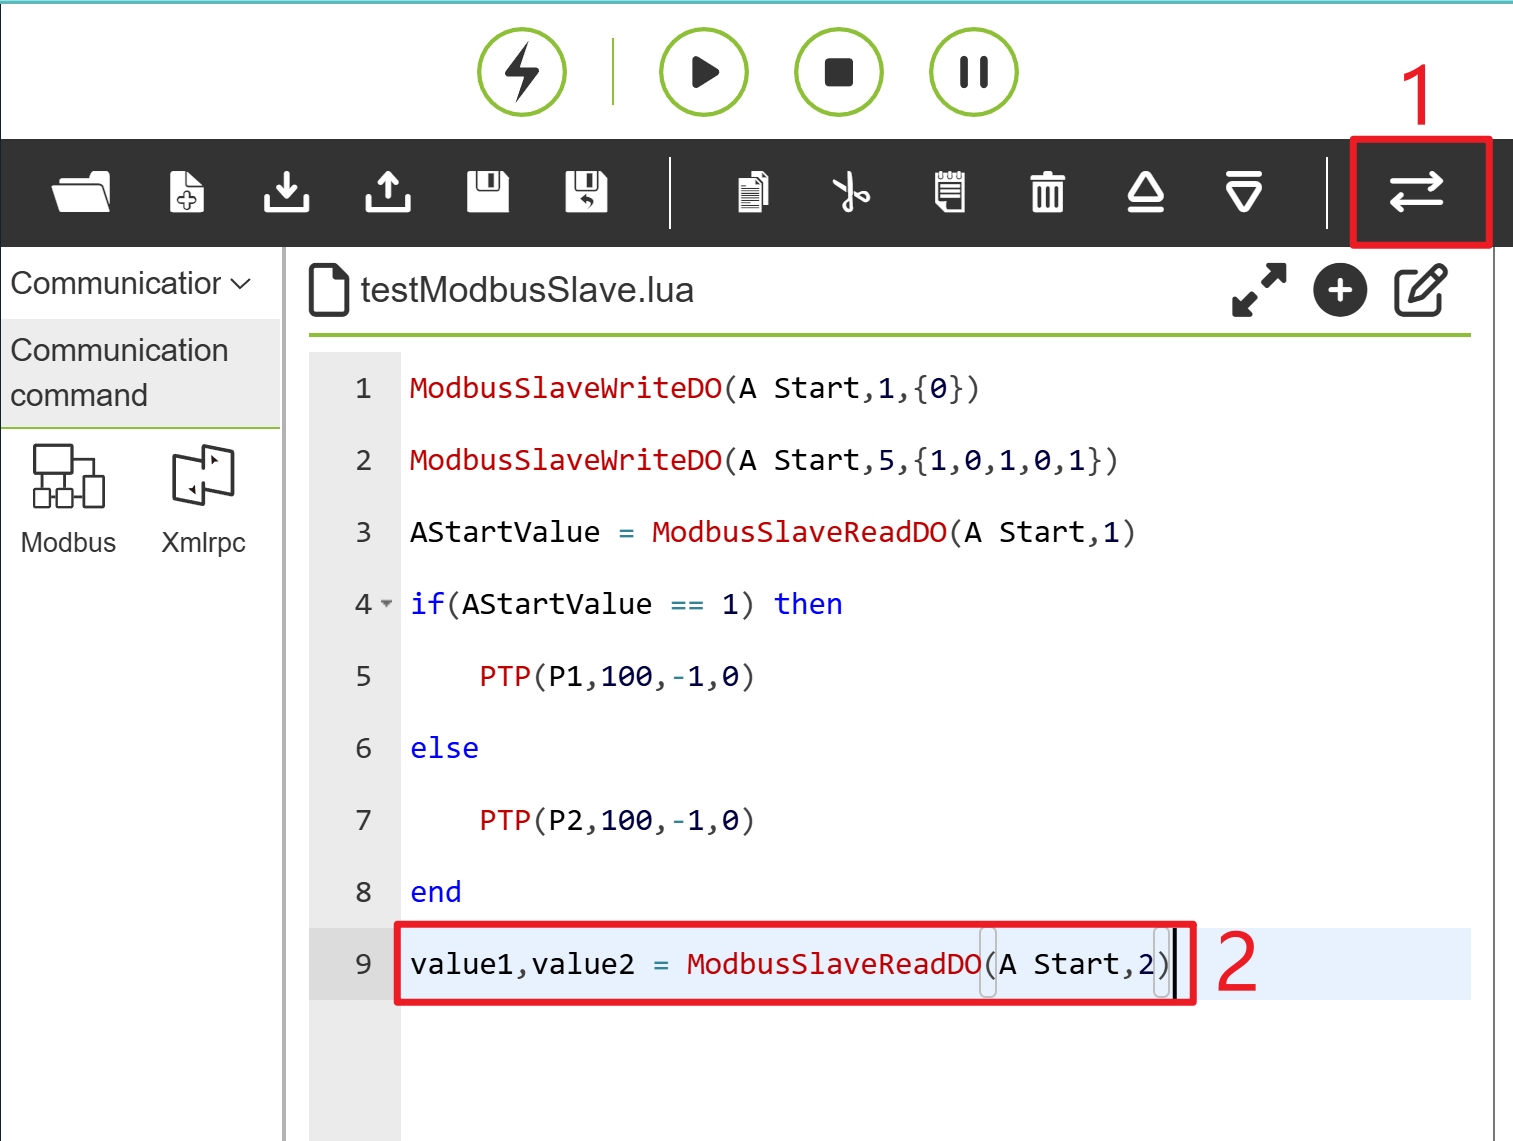 1
Communication
testModbusSlave.lua
Communication
command
Modbus
Xmlrpc
1 ModbusSlaveWriteDO(A Start,1,{0})
2 ModbusSlaveWriteDO(A Start,5,{1,0,1,0,1})
3 AStartValue = ModbusSlaveReadDO(A Start,1)
4 if(AStartValue == 1) then
5     PTP(P1,100,-1,0)
6 else
7     PTP(P2,100,-1,0)
8 end
9 value1,value2 = ModbusSlaveReadDO(A Start,2)
2